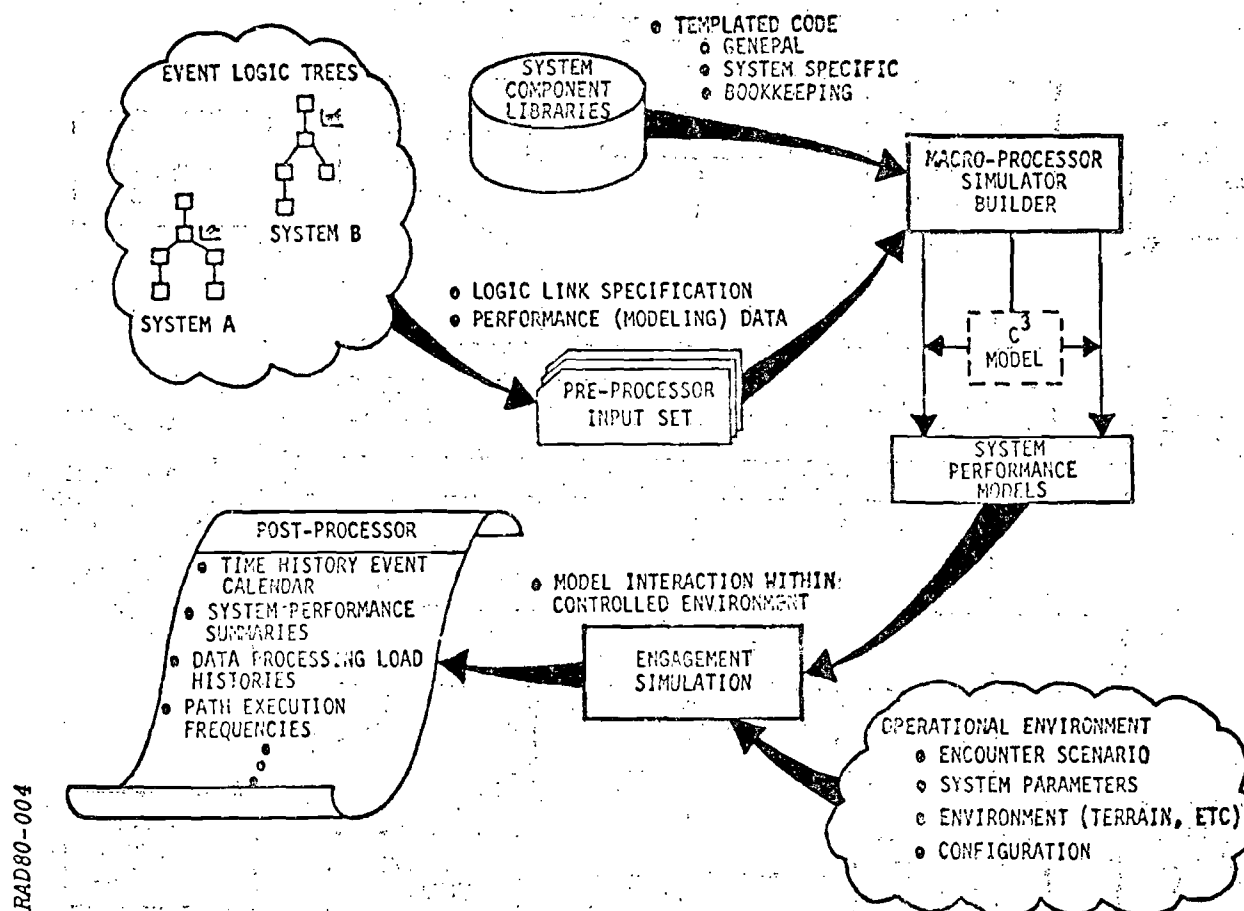 EVENT LOGIC TREES
SYSTEM B
SYSTEM A
SYSTEM
COMPONENT
LIBRARIES
• TEMPLATED CODE
• GENEPAL
• SYSTEM SPECIFIC
• BOOKKEEPING
MACRO-PROCESSOR
SIMULATOR
BUILDER
• LOGIC LINK SPECIFICATION
• PERFORMANCE (MODELING) DATA
PRE-PROCESSOR
INPUT SET
C³
MODEL
SYSTEM
PERFORMANCE
MODELS
• MODEL INTERACTION WITHIN
CONTROLLED ENVIRONMENT
ENGAGEMENT
SIMULATION
POST-PROCESSOR
• TIME HISTORY EVENT
CALENDAR
• SYSTEM PERFORMANCE
SUMMARIES
• DATA PROCESSING LOAD
HISTORIES
• PATH EXECUTION
FREQUENCIES
OPERATIONAL ENVIRONMENT
• ENCOUNTER SCENARIO
• SYSTEM PARAMETERS
• ENVIRONMENT (TERRAIN, ETC)
• CONFIGURATION
RAD80-004